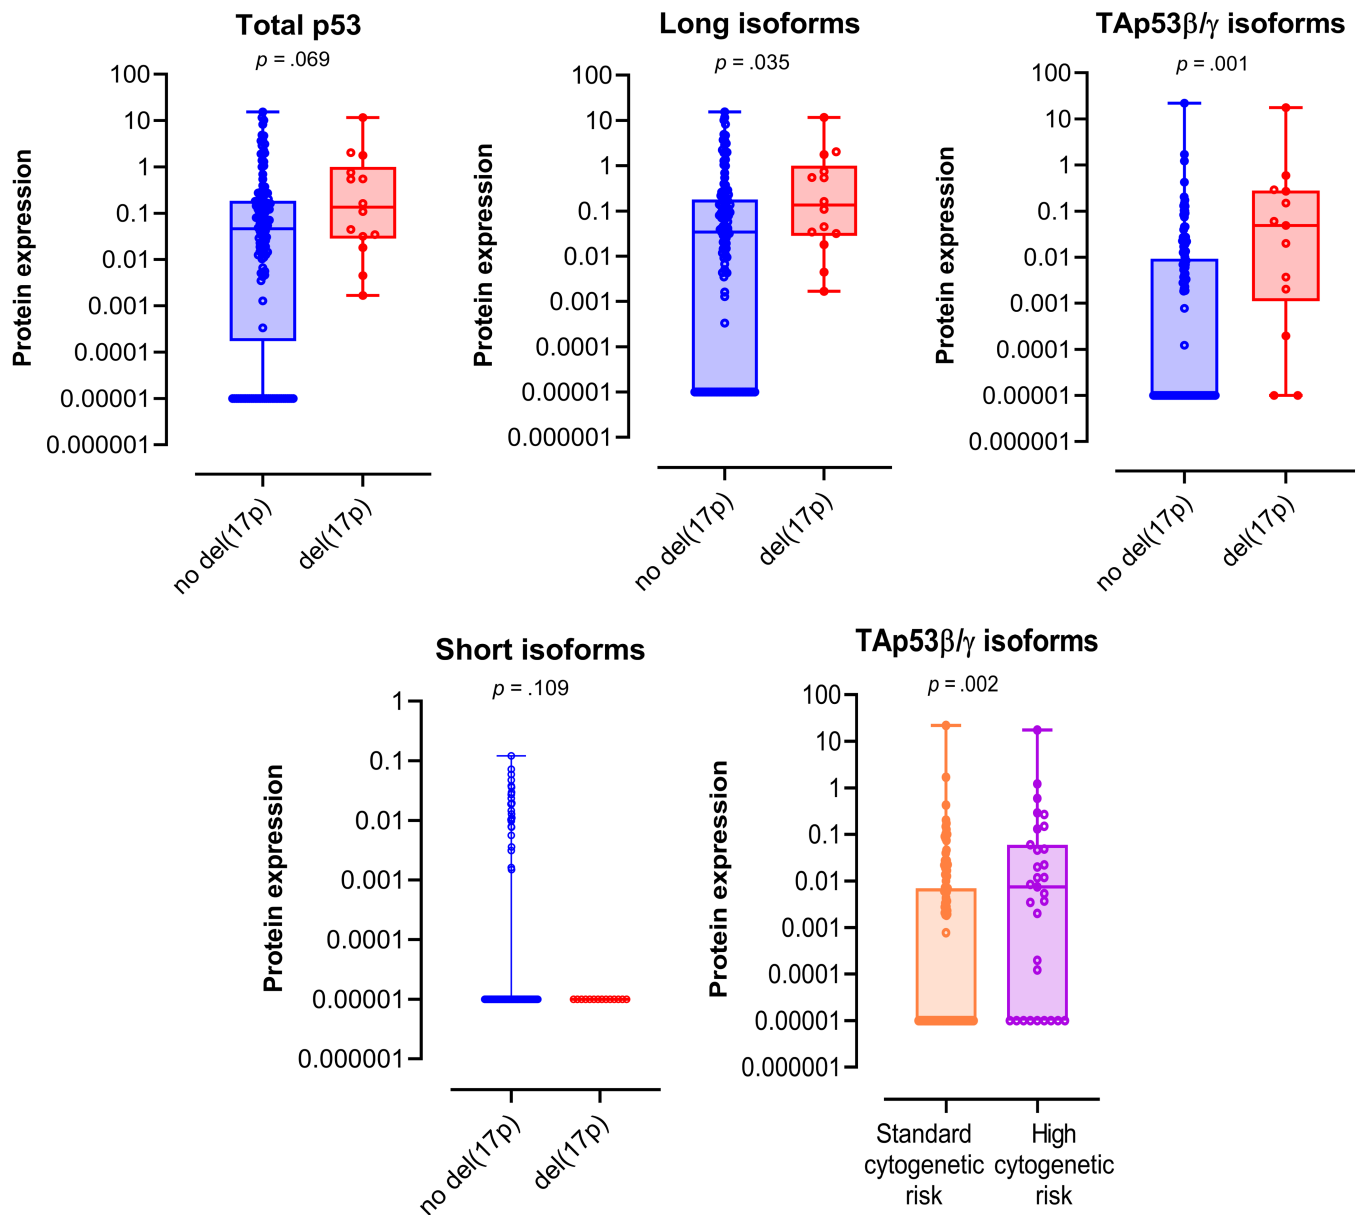 Total p53
p = .069
Protein expression
100
10
1
0.1
0.01
0.001
0.0001
0.00001
0.000001
no del(17p)
del(17p)
Long isoforms
p = .035
Protein expression
100
10
1
0.1
0.01
0.001
0.0001
0.00001
0.000001
no del(17p)
del(17p)
TAp53β/γ isoforms
p = .001
Protein expression
100
10
1
0.1
0.01
0.001
0.0001
0.00001
0.000001
no del(17p)
del(17p)
Short isoforms
p = .109
Protein expression
1
0.1
0.01
0.001
0.0001
0.00001
0.000001
no del(17p)
del(17p)
TAp53β/γ isoforms
p = .002
Protein expression
100
10
1
0.1
0.01
0.001
0.0001
0.00001
0.000001
Standard
cytogenetic
risk
High
cytogenetic
risk